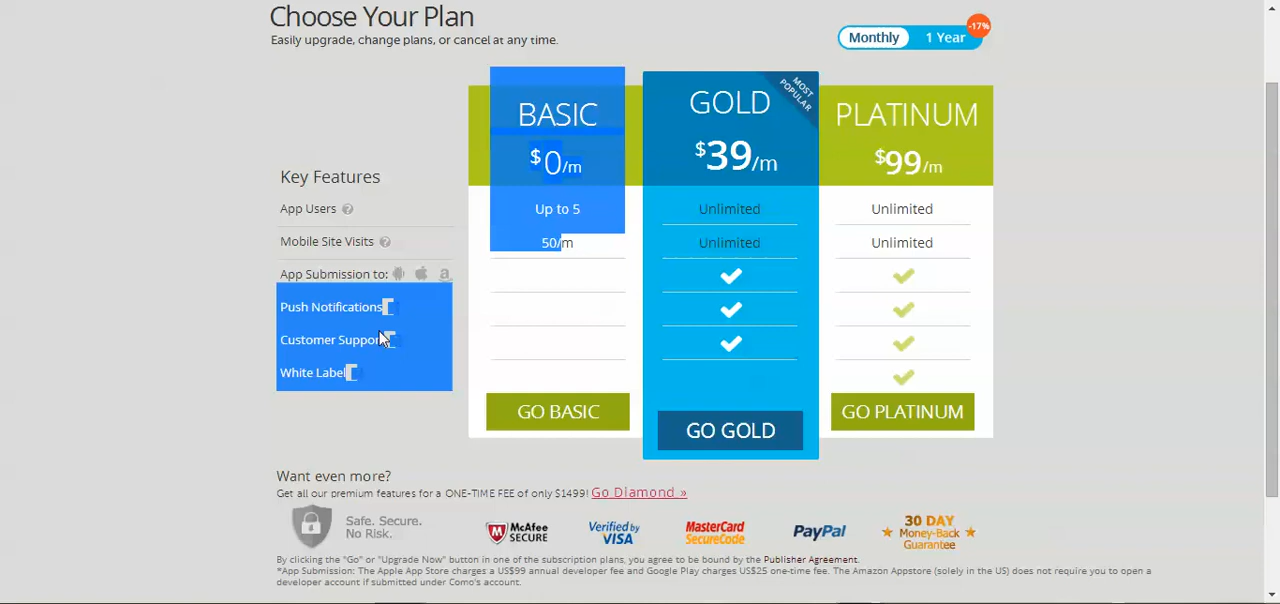 Choose Your Plan
Easily upgrade, change plans, or cancel at any time.
Monthly 1 Year -17%
BASIC GOLD MOST POPULAR PLATINUM
$0/m $39/m $99/m
Key Features
App Users ? Up to 5 Unlimited Unlimited
Mobile Site Visits ? 50/m Unlimited Unlimited
App Submission to:
Push Notifications
Customer Support
White Label
GO BASIC GO GOLD GO PLATINUM
Want even more?
Get all our premium features for a ONE-TIME FEE of only $1499! Go Diamond »
Safe. Secure.
No Risk.
McAfee SECURE
Verified by VISA
MasterCard SecureCode
PayPal
30 DAY Money-Back Guarantee
By clicking the "Go" or "Upgrade Now" button in one of the subscription plans, you agree to be bound by the Publisher Agreement.
*App Submission: The Apple App Store charges a US$99 annual developer fee and Google Play charges US$25 one-time fee. The Amazon Appstore (solely in the US) does not require you to open a
developer account if submitted under Como's account.